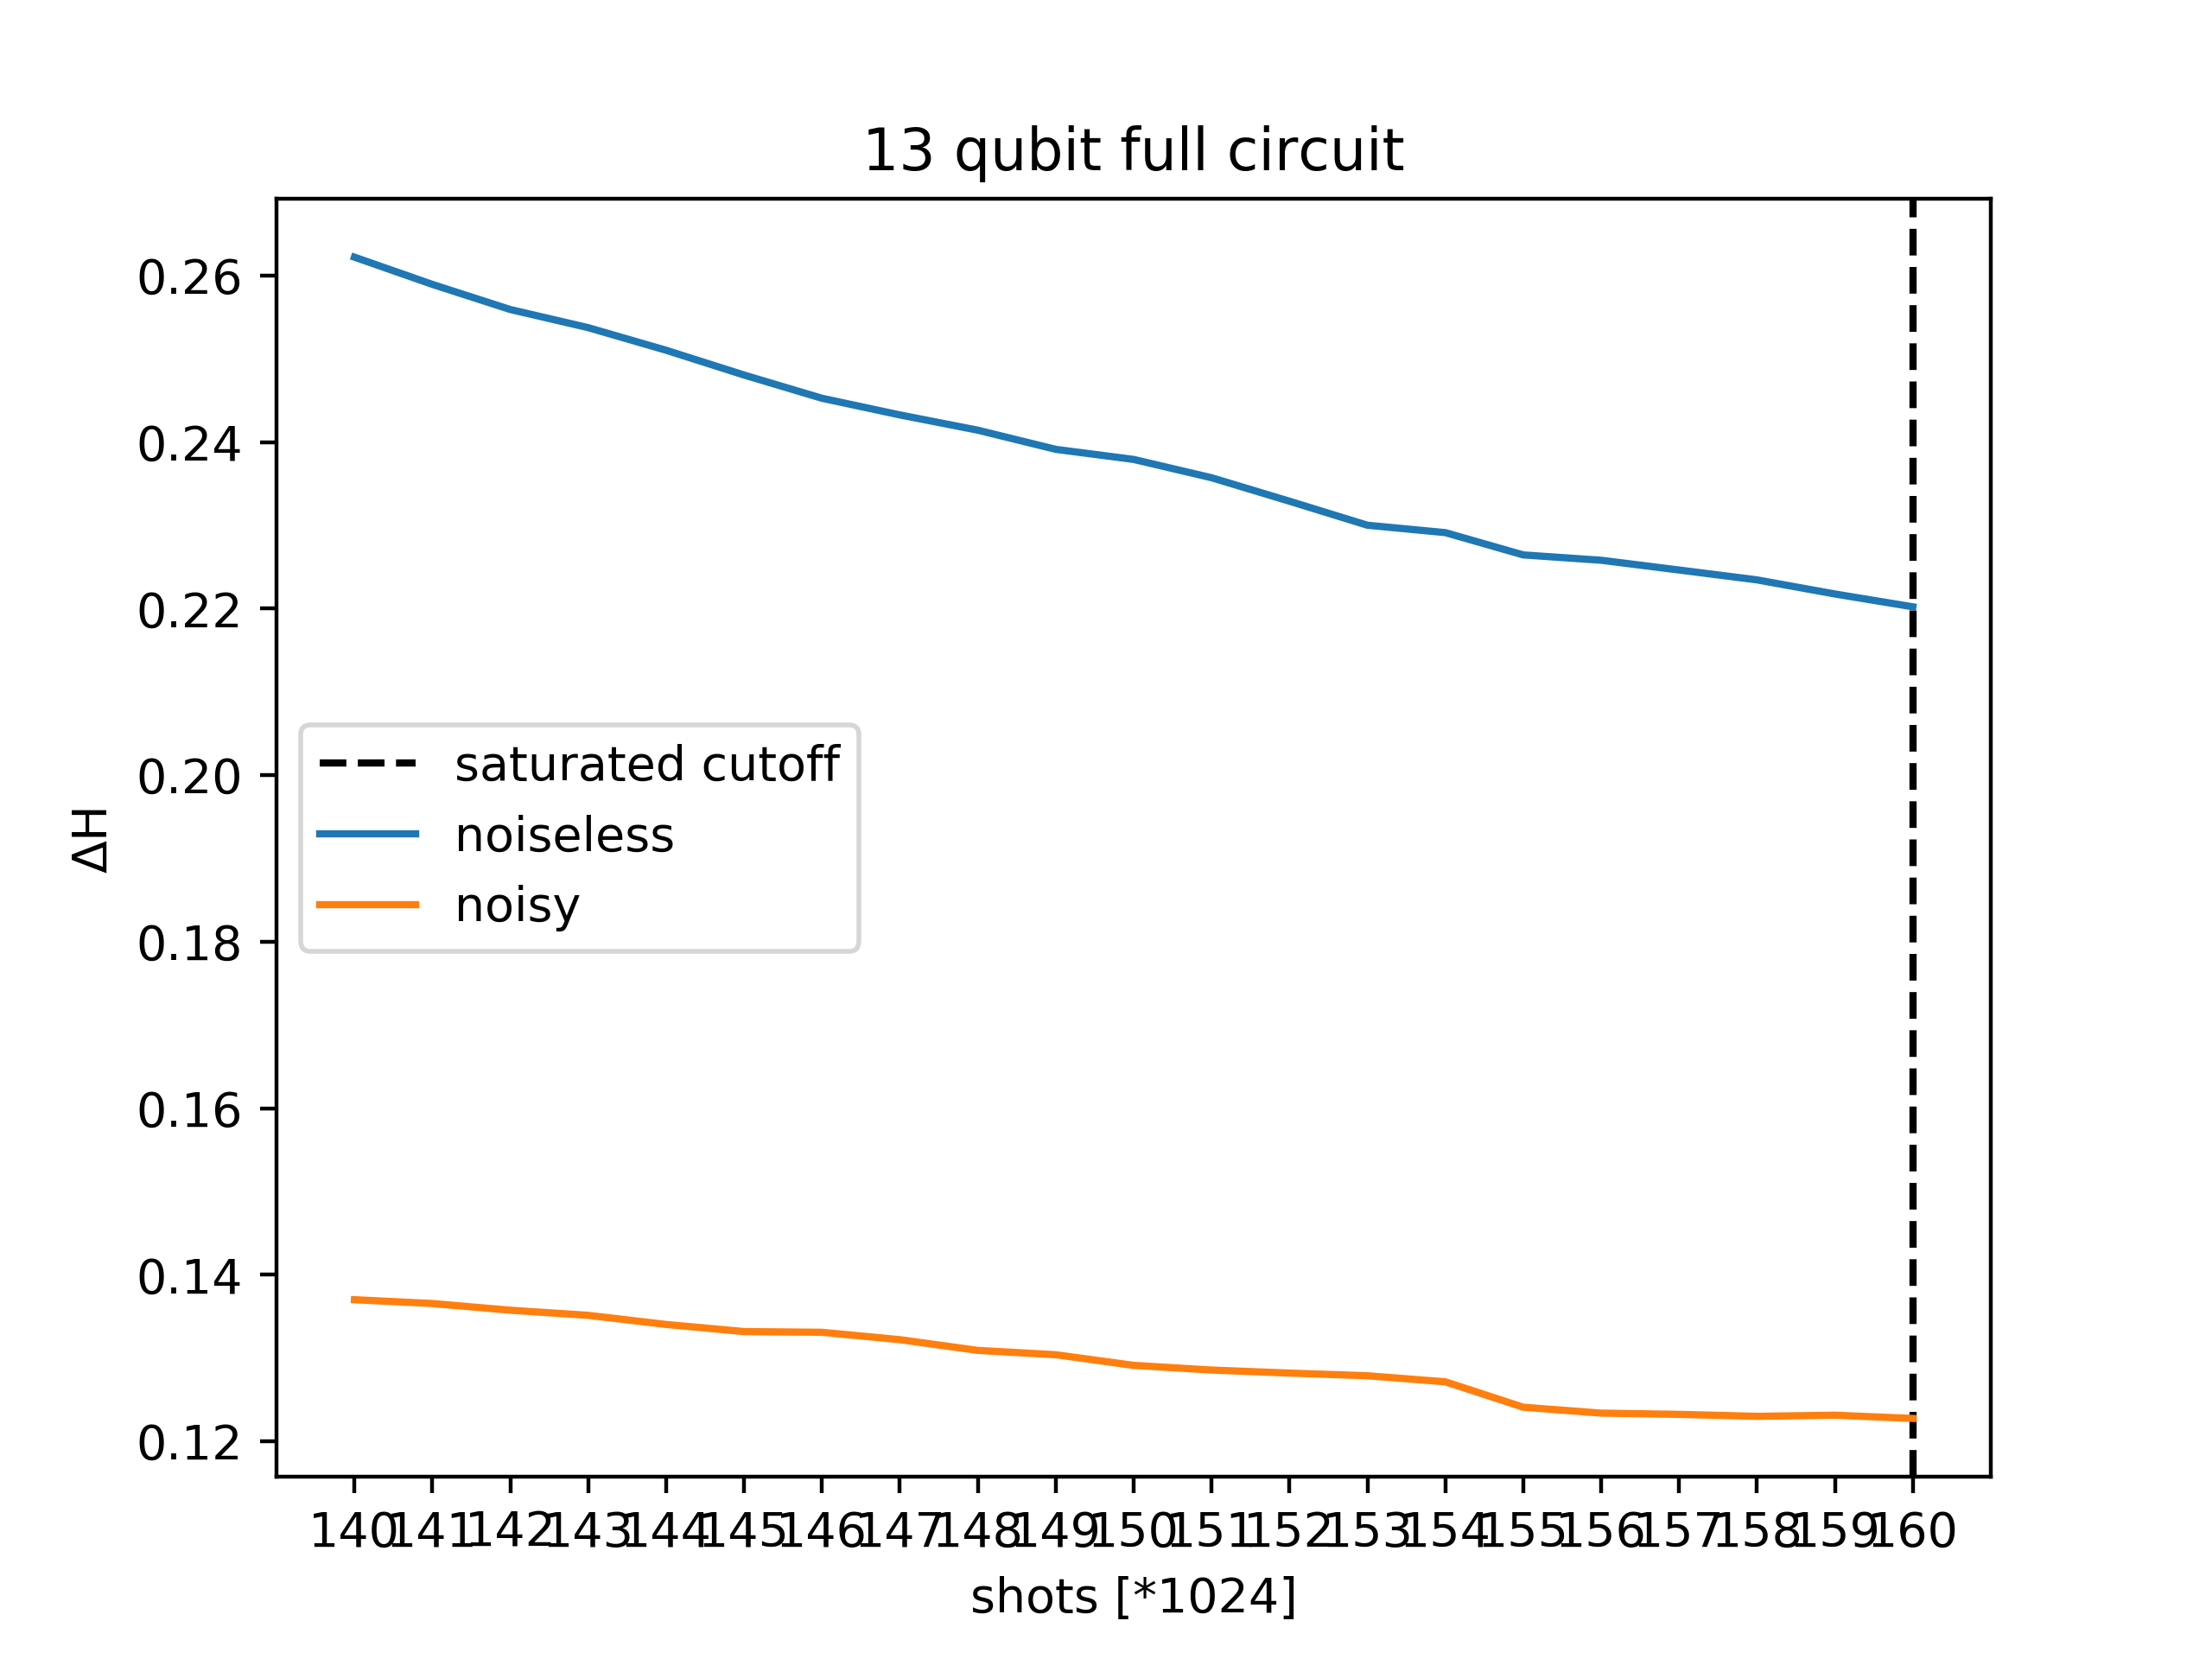 13 qubit full circuit
0.26
0.24
0.22
0.20
0.18
0.16
0.14
0.12
ΔH
saturated cutoff
noiseless
noisy
140 141 142 143 144 145 146 147 148 149 150 151 152 153 154 155 156 157 158 159 160
shots [*1024]